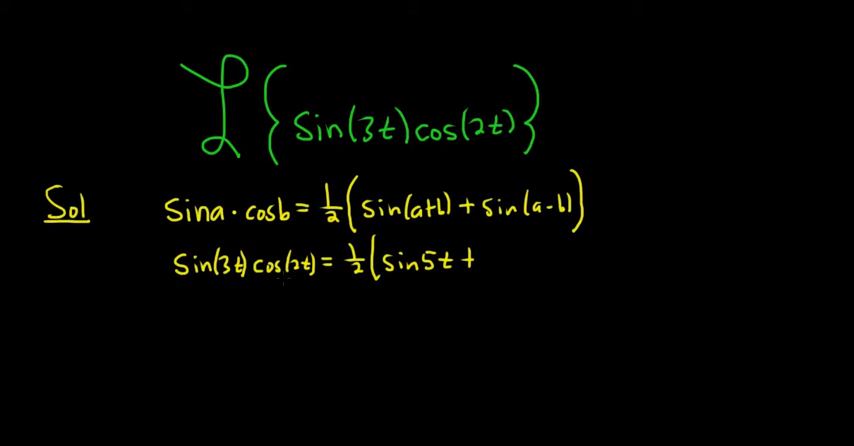 ℒ{sin(3t)cos(2t)}
Sol sina · cosb = 1/2(sin(a+b) + sin(a-b))
sin(3t)cos(2t) = 1/2(sin5t +